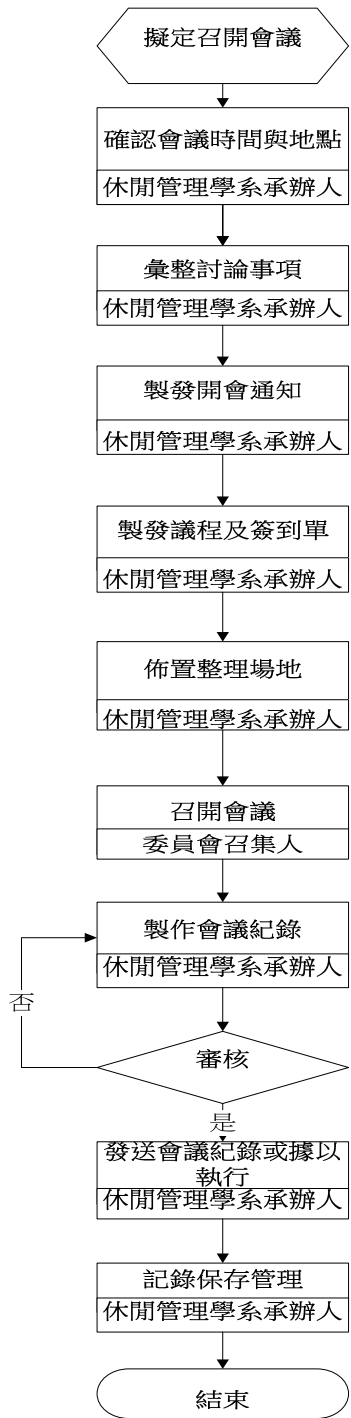 擬定召開會議
確認會議時間與地點
休閒管理學系承辦人
彙整討論事項
休閒管理學系承辦人
製發開會通知
休閒管理學系承辦人
製發議程及簽到單
休閒管理學系承辦人
佈置整理場地
休閒管理學系承辦人
召開會議
委員會召集人
製作會議紀錄
休閒管理學系承辦人
否
審核
是
發送會議紀錄或據以
執行
休閒管理學系承辦人
記錄保存管理
休閒管理學系承辦人
結束